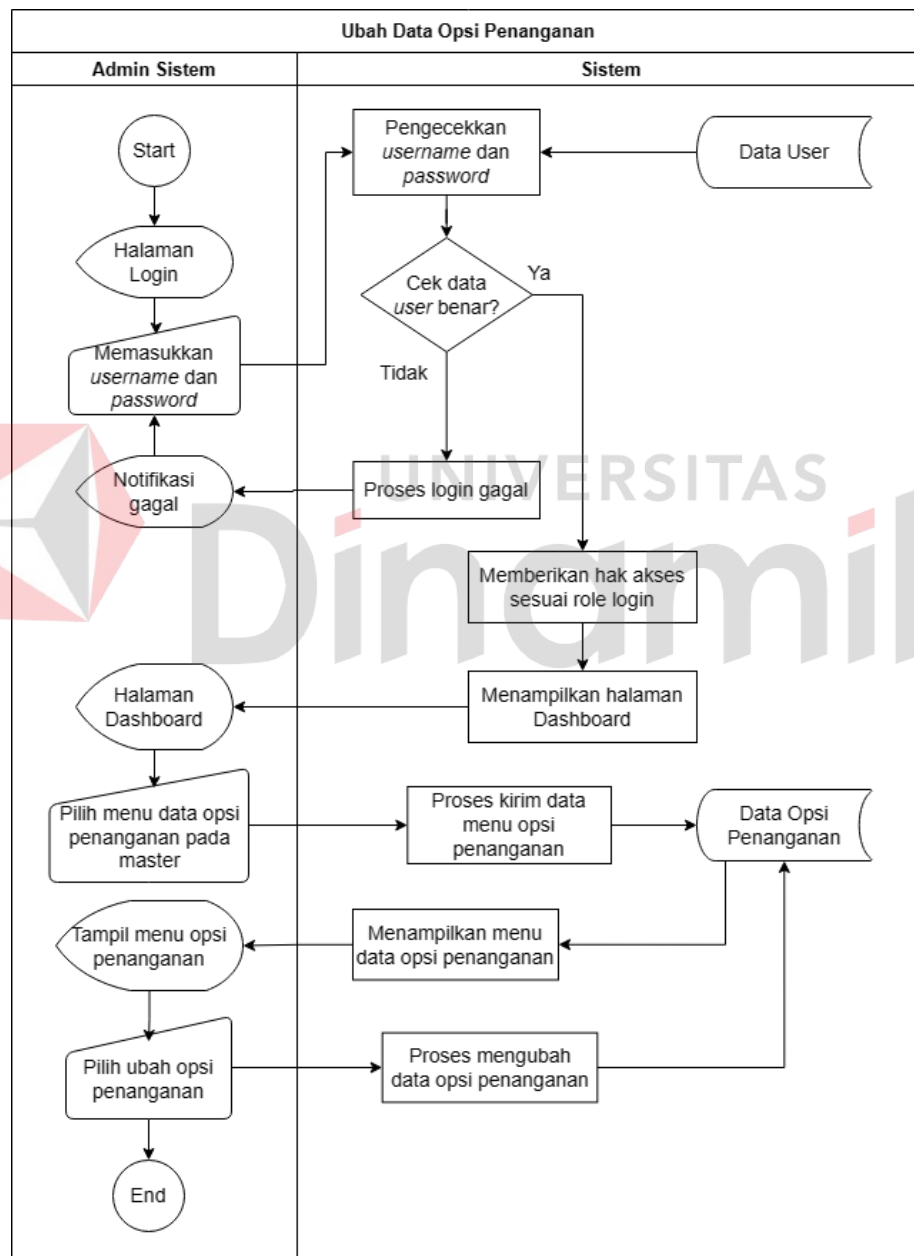 Ubah Data Opsi Penanganan
Admin Sistem
Sistem
Start
Pengecekkan
username dan
password
Data User
Halaman
Login
Cek data
user benar?
Ya
Tidak
Memasukkan
username dan
password
Notifikasi
gagal
Proses login gagal
UNIVERSITAS
Dinamik
Memberikan hak akses
sesuai role login
Halaman
Dashboard
Menampilkan halaman
Dashboard
Pilih menu data opsi
penanganan pada
master
Proses kirim data
menu opsi
penanganan
Data Opsi
Penanganan
Tampil menu opsi
penanganan
Menampilkan menu
data opsi penanganan
Pilih ubah opsi
penanganan
Proses mengubah
data opsi penanganan
End